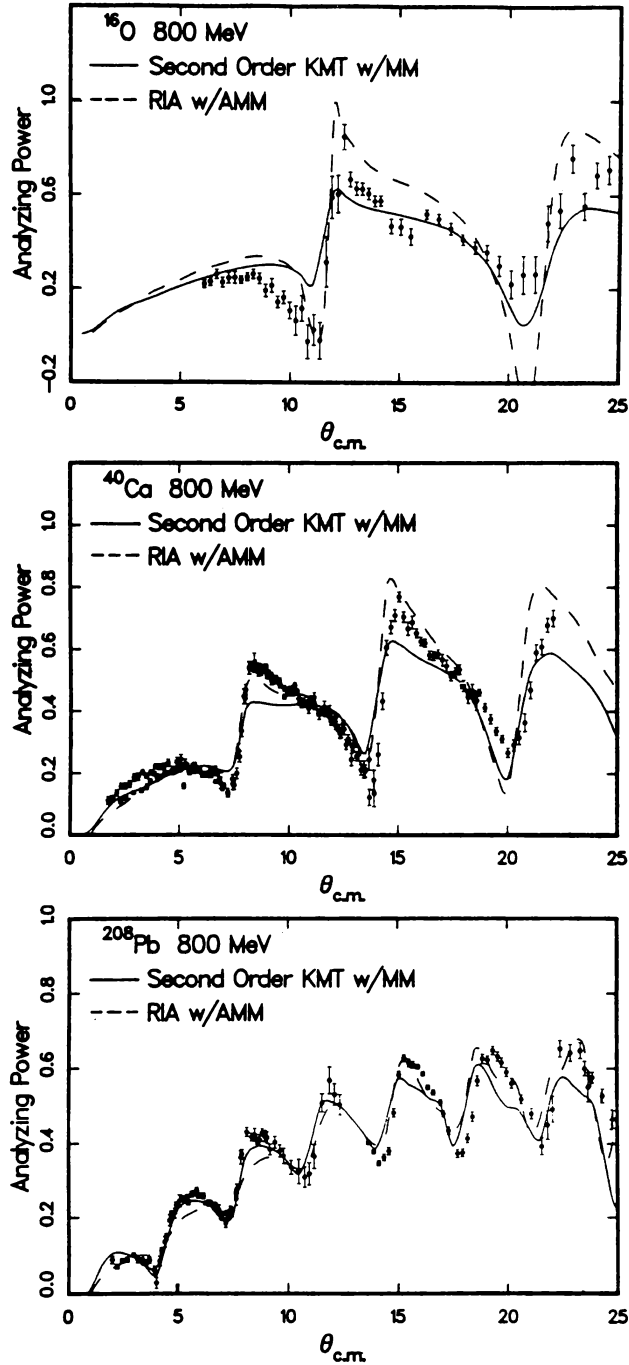 ¹⁶O 800 MeV
Second Order KMT w/MM
RIA w/AMM
Analyzing Power
1.0
0.6
0.2
−0.2
0 5 10 15 20 25
θc.m.
⁴⁰Ca 800 MeV
Second Order KMT w/MM
RIA w/AMM
Analyzing Power
1.0
0.8
0.6
0.4
0.2
0.0
0 5 10 15 20 25
θc.m.
²⁰⁸Pb 800 MeV
Second Order KMT w/MM
RIA w/AMM
Analyzing Power
1.0
0.8
0.6
0.4
0.2
0.0
0 5 10 15 20 25
θc.m.